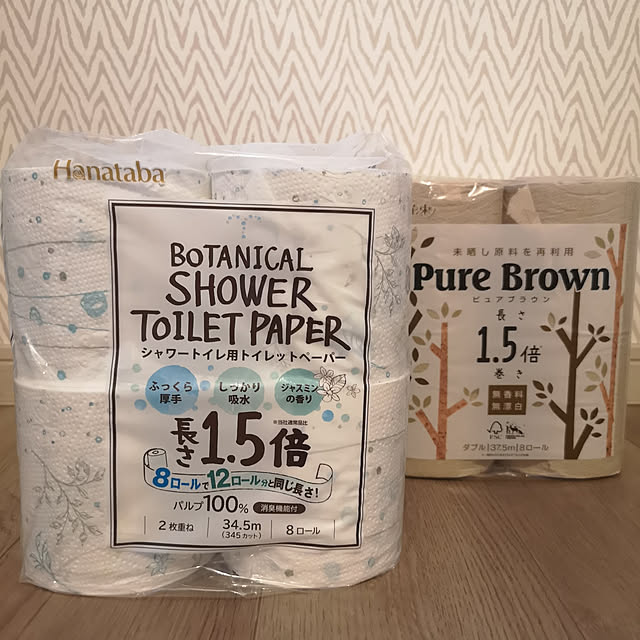 Hanataba
BOTANICAL
SHOWER
TOILET PAPER
シャワートイレ用トイレットペーパー
ふっくら
厚手
しっかり
吸水
ジャスミン
の香り
※当社通常品比
長さ1.5倍
8ロールで12ロール分と同じ長さ!
パルプ100% 消臭機能付
2枚重ね
34.5m
(345カット)
8ロール
未晒し原料を再利用
Pure Brown
ピュアブラウン
長さ
1.5倍
巻き
無香料
無漂白
FSC
ダブル|37.5m|8ロール